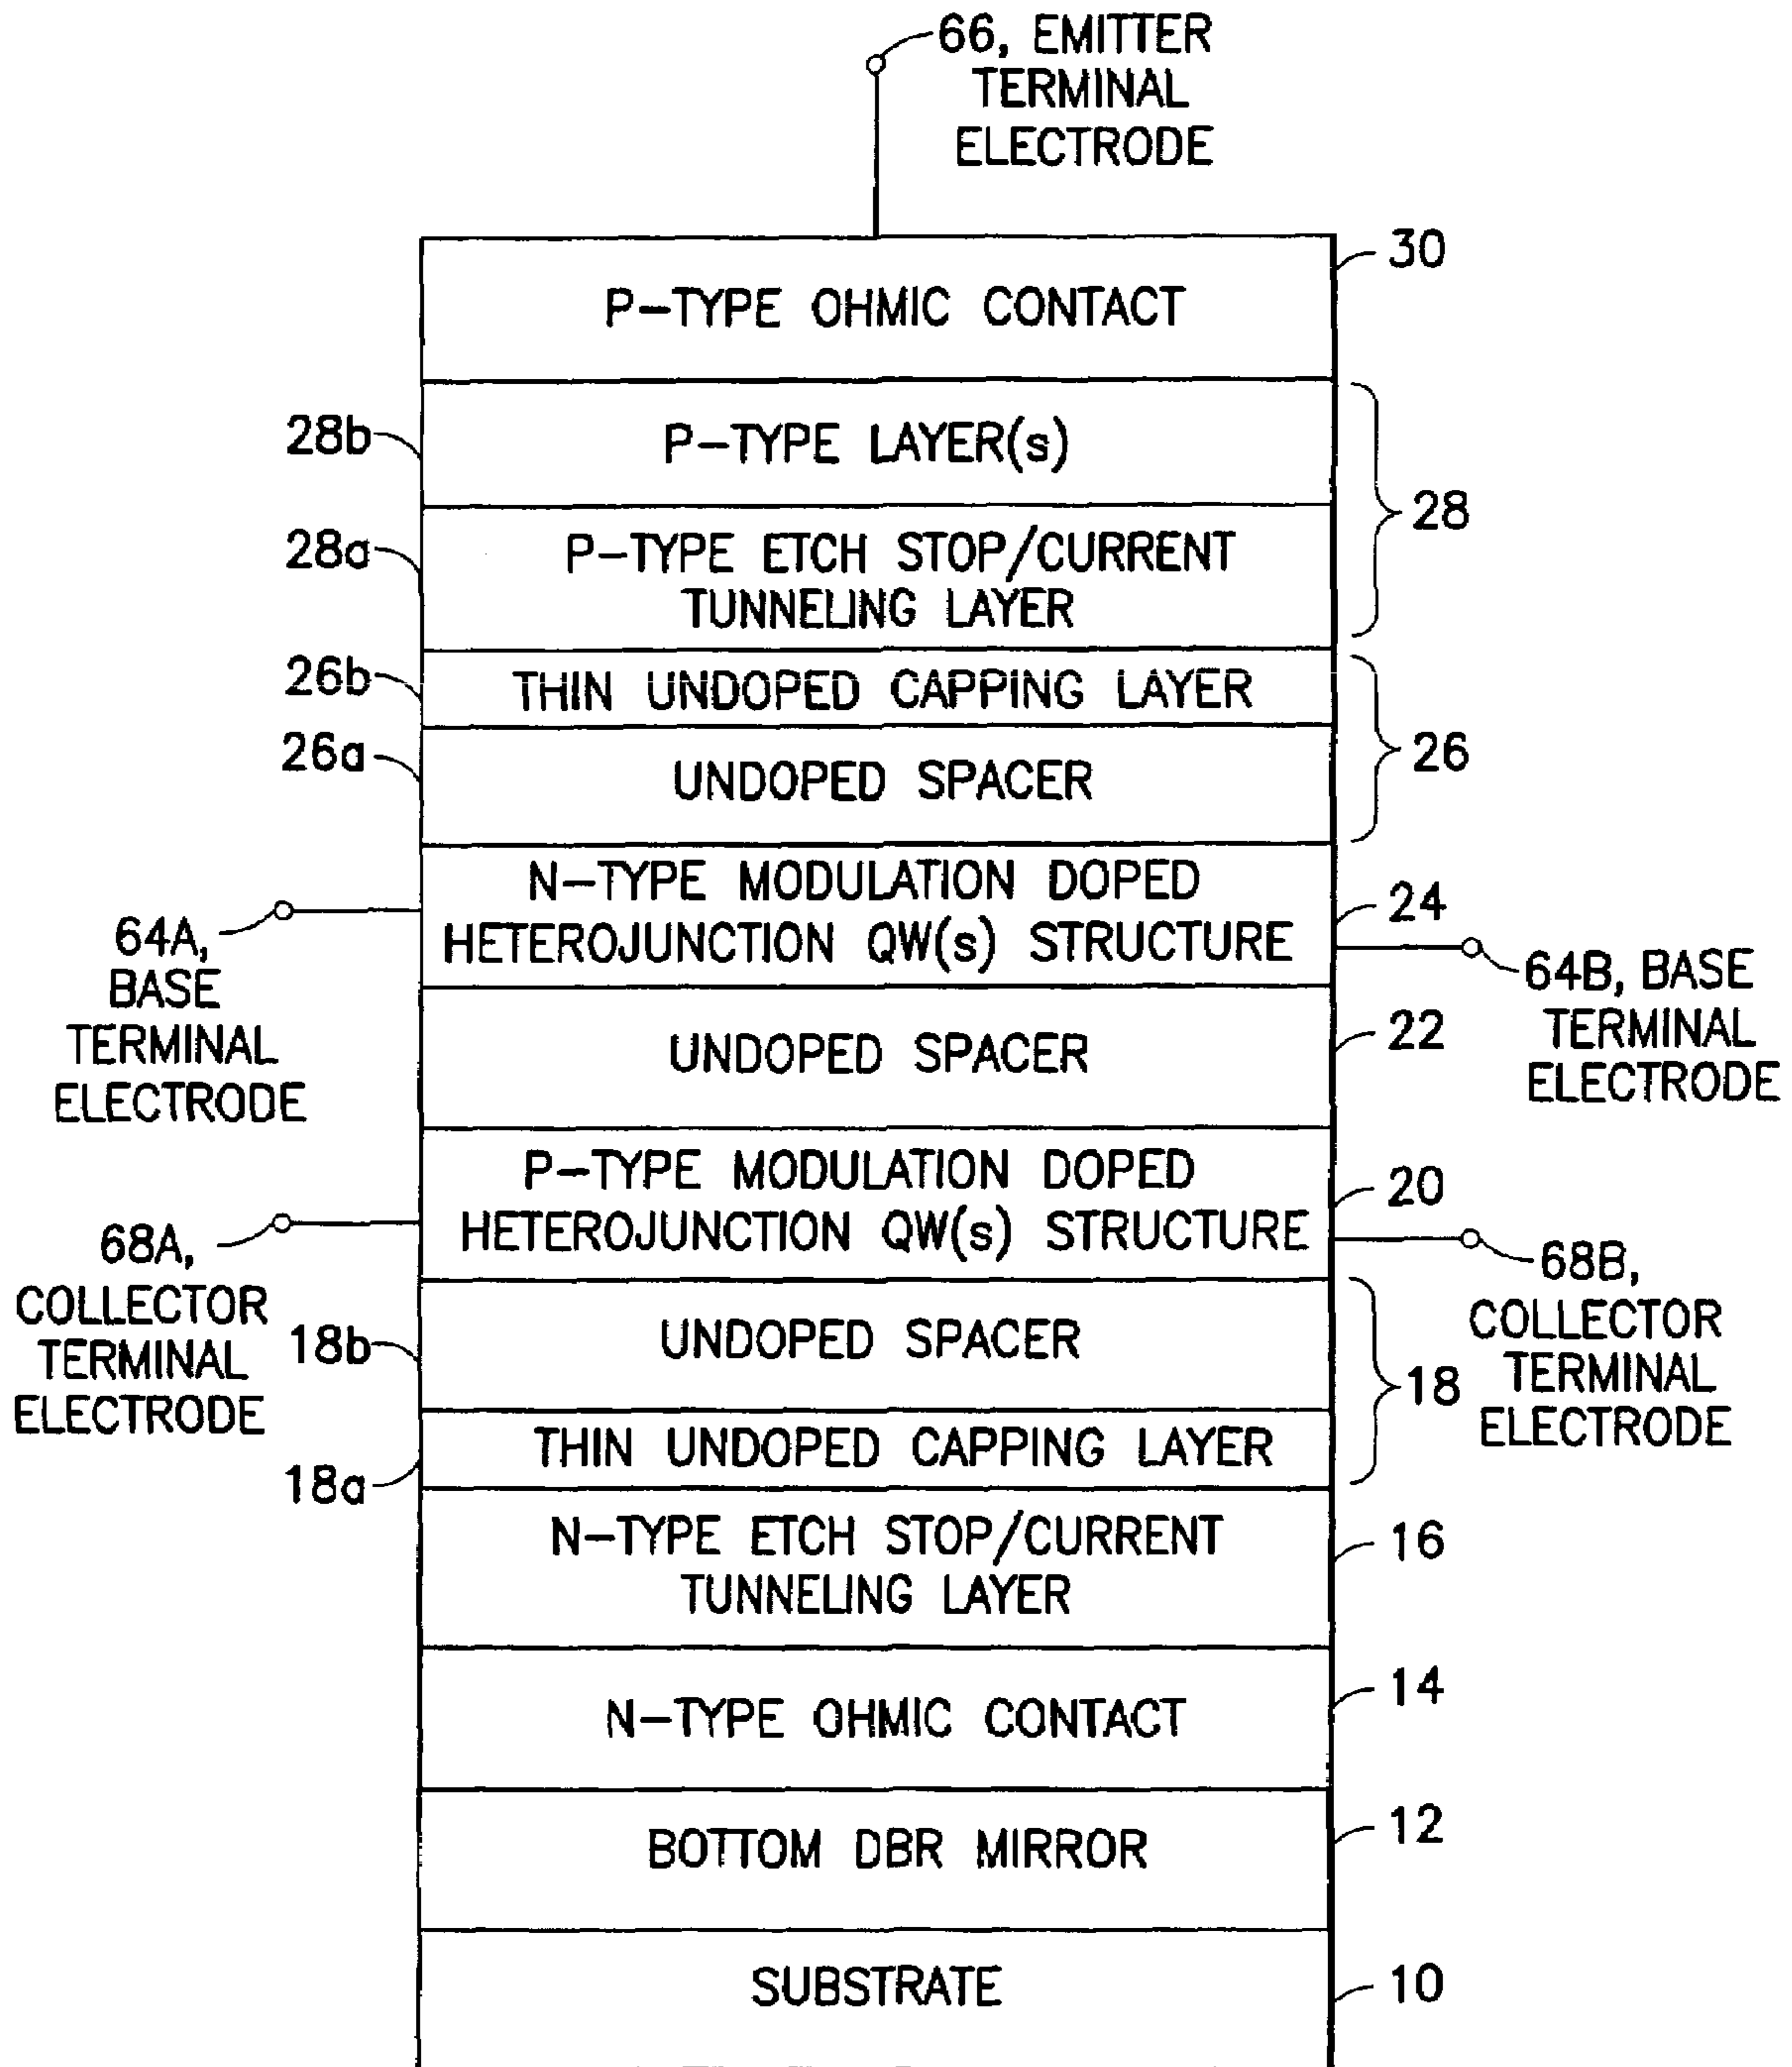 66, EMITTER
TERMINAL
ELECTRODE
30
P-TYPE OHMIC CONTACT
28b
P-TYPE LAYER(s)
28
28a
P-TYPE ETCH STOP/CURRENT
TUNNELING LAYER
26b
THIN UNDOPED CAPPING LAYER
26
26a
UNDOPED SPACER
N-TYPE MODULATION DOPED
HETEROJUNCTION QW(s) STRUCTURE
24
64A,
BASE
TERMINAL
ELECTRODE
64B, BASE
TERMINAL
ELECTRODE
22
UNDOPED SPACER
P-TYPE MODULATION DOPED
HETEROJUNCTION QW(s) STRUCTURE
20
68A,
COLLECTOR
TERMINAL
ELECTRODE
68B,
COLLECTOR
TERMINAL
ELECTRODE
18b
UNDOPED SPACER
18
THIN UNDOPED CAPPING LAYER
18a
N-TYPE ETCH STOP/CURRENT
TUNNELING LAYER
16
N-TYPE OHMIC CONTACT
14
BOTTOM DBR MIRROR
12
SUBSTRATE
10